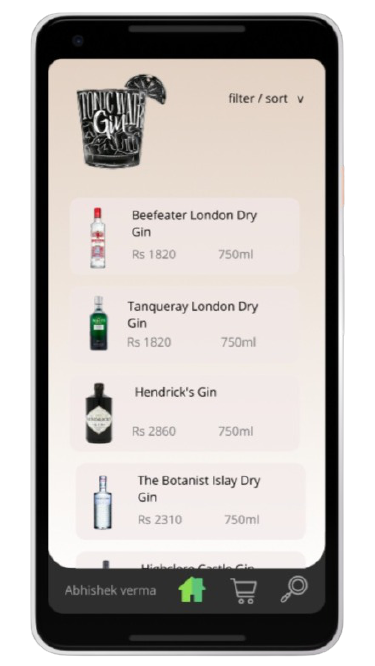 TONIC WATER
Gin
filter / sort v
Beefeater London Dry
Gin
Rs 1820 750ml
Tanqueray London Dry
Gin
Rs 1820 750ml
Hendrick's Gin
Rs 2860 750ml
The Botanist Islay Dry
Gin
Rs 2310 750ml
Abhishek verma